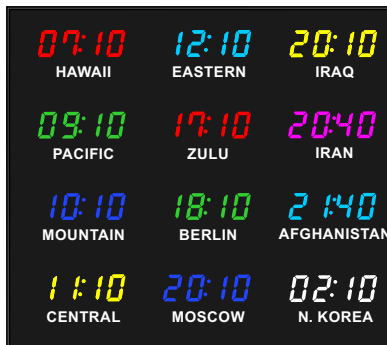 07:10 12:10 20:10
HAWAII EASTERN IRAQ
09:10 17:10 20:40
PACIFIC ZULU IRAN
10:10 18:10 21:40
MOUNTAIN BERLIN AFGHANISTAN
11:10 20:10 02:10
CENTRAL MOSCOW N. KOREA